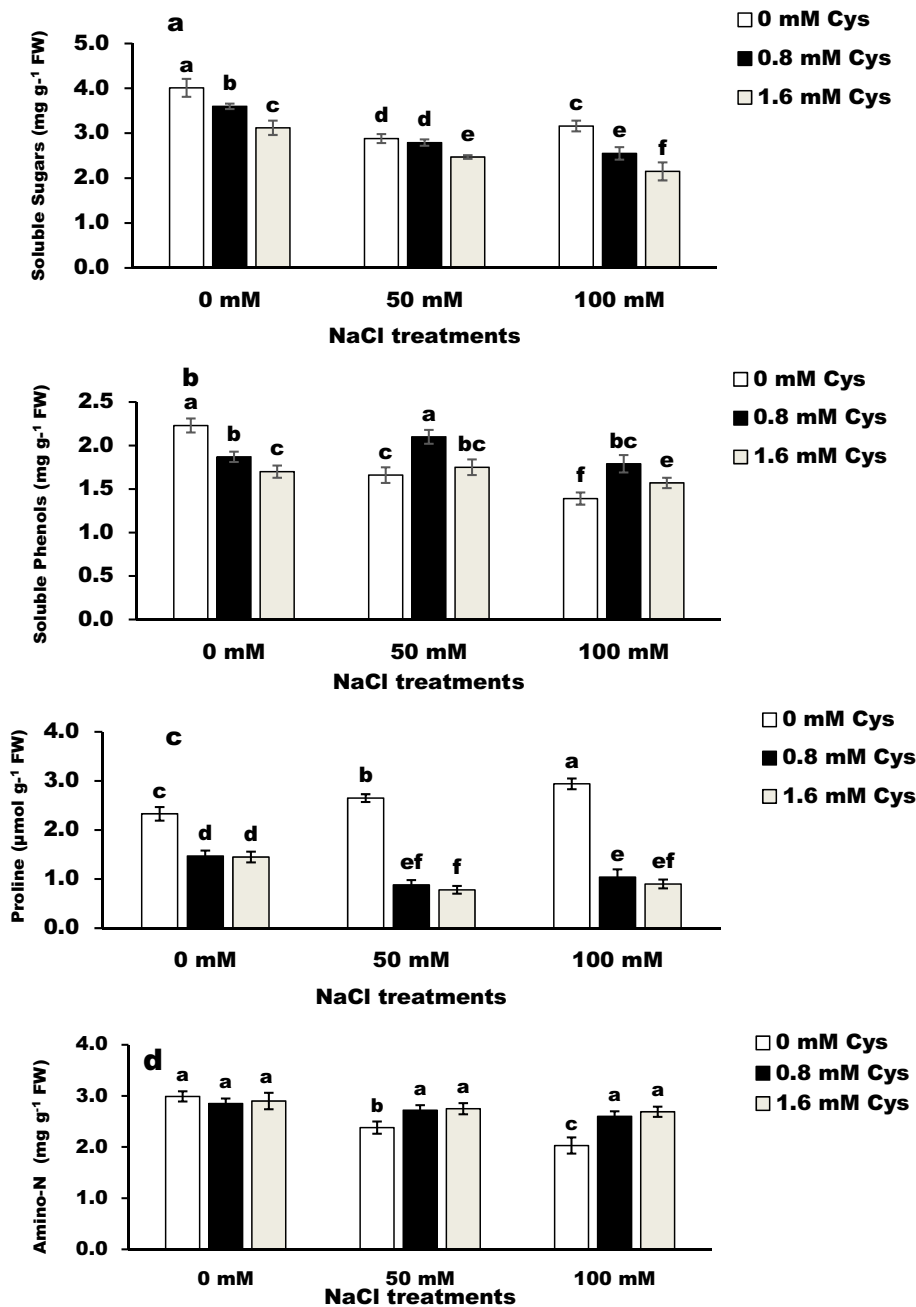 a
Soluble Sugars (mg g-1 FW)
5.0
4.0
3.0
2.0
1.0
0.0
a b c
d d e
c e f
0 mM 50 mM 100 mM
NaCl treatments
0 mM Cys
0.8 mM Cys
1.6 mM Cys
b
Soluble Phenols (mg g-1 FW)
2.5
2.0
1.5
1.0
0.5
0.0
a b c
c a bc
f bc e
0 mM 50 mM 100 mM
NaCl treatments
0 mM Cys
0.8 mM Cys
1.6 mM Cys
c
Proline (µmol g-1 FW)
4.0
3.0
2.0
1.0
0.0
c d d
b ef f
a e ef
0 mM 50 mM 100 mM
NaCl treatments
0 mM Cys
0.8 mM Cys
1.6 mM Cys
d
Amino-N (mg g-1 FW)
4.0
3.0
2.0
1.0
0.0
a a a
b a a
c a a
0 mM 50 mM 100 mM
NaCl treatments
0 mM Cys
0.8 mM Cys
1.6 mM Cys